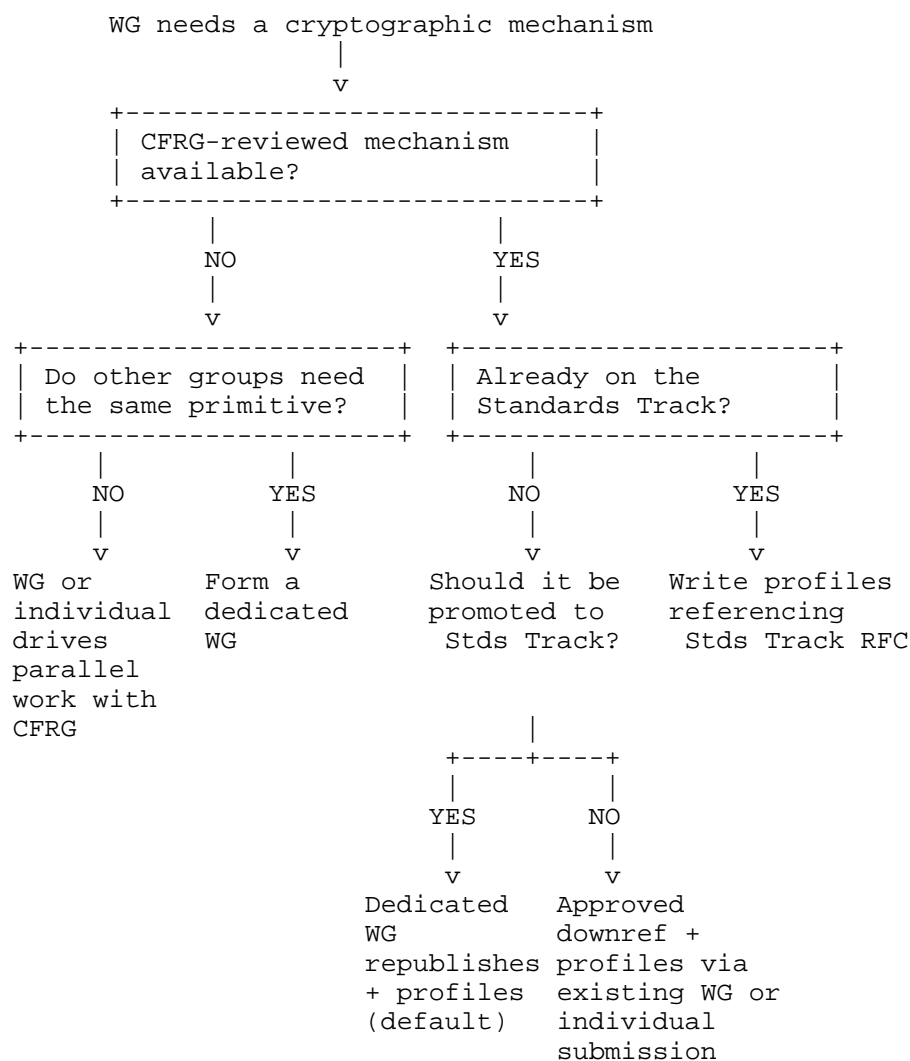 WG needs a cryptographic mechanism
|
v
+-----------------------------+
| CFRG-reviewed mechanism |
| available? |
+-----------------------------+
| |
NO YES
| |
v v
+------------------------+ +-----------------------+
| Do other groups need | | Already on the |
| the same primitive? | | Standards Track? |
+------------------------+ +-----------------------+
| | | |
NO YES NO YES
| | | |
v v v v
WG or Form a Should it be Write profiles
individual dedicated promoted to referencing
drives WG Stds Track? Stds Track RFC
parallel
work with
CFRG |
+----+----+
| |
YES NO
| |
v v
Dedicated Approved
WG downref +
republishes profiles via
+ profiles existing WG or
(default) individual
submission